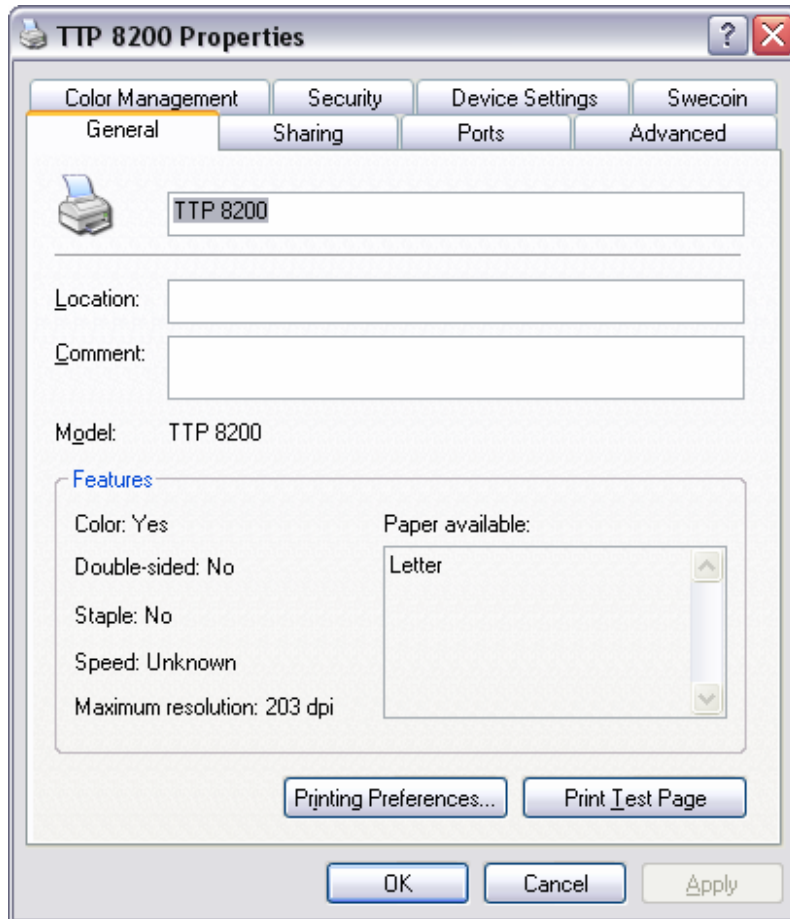 TTP 8200 Properties
?
Color Management Security Device Settings Swecoin
General Sharing Ports Advanced
TTP 8200
Location:
Comment:
Model: TTP 8200
Features
Color: Yes
Paper available:
Double-sided: No
Letter
Staple: No
Speed: Unknown
Maximum resolution: 203 dpi
Printing Preferences... Print Test Page
OK Cancel Apply